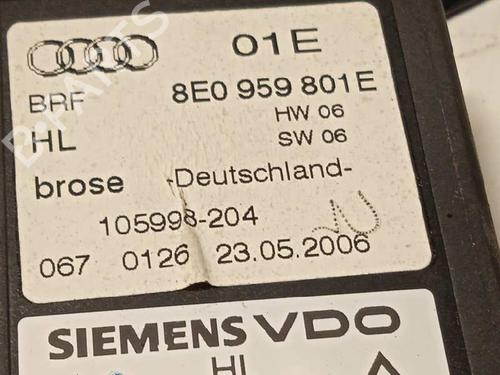 01E
BRF 8E0 959 801E
HW 06
HL SW 06
brose -Deutschland-
105998-204
067 0126 23.05.2006
SIEMENS VDO
HL